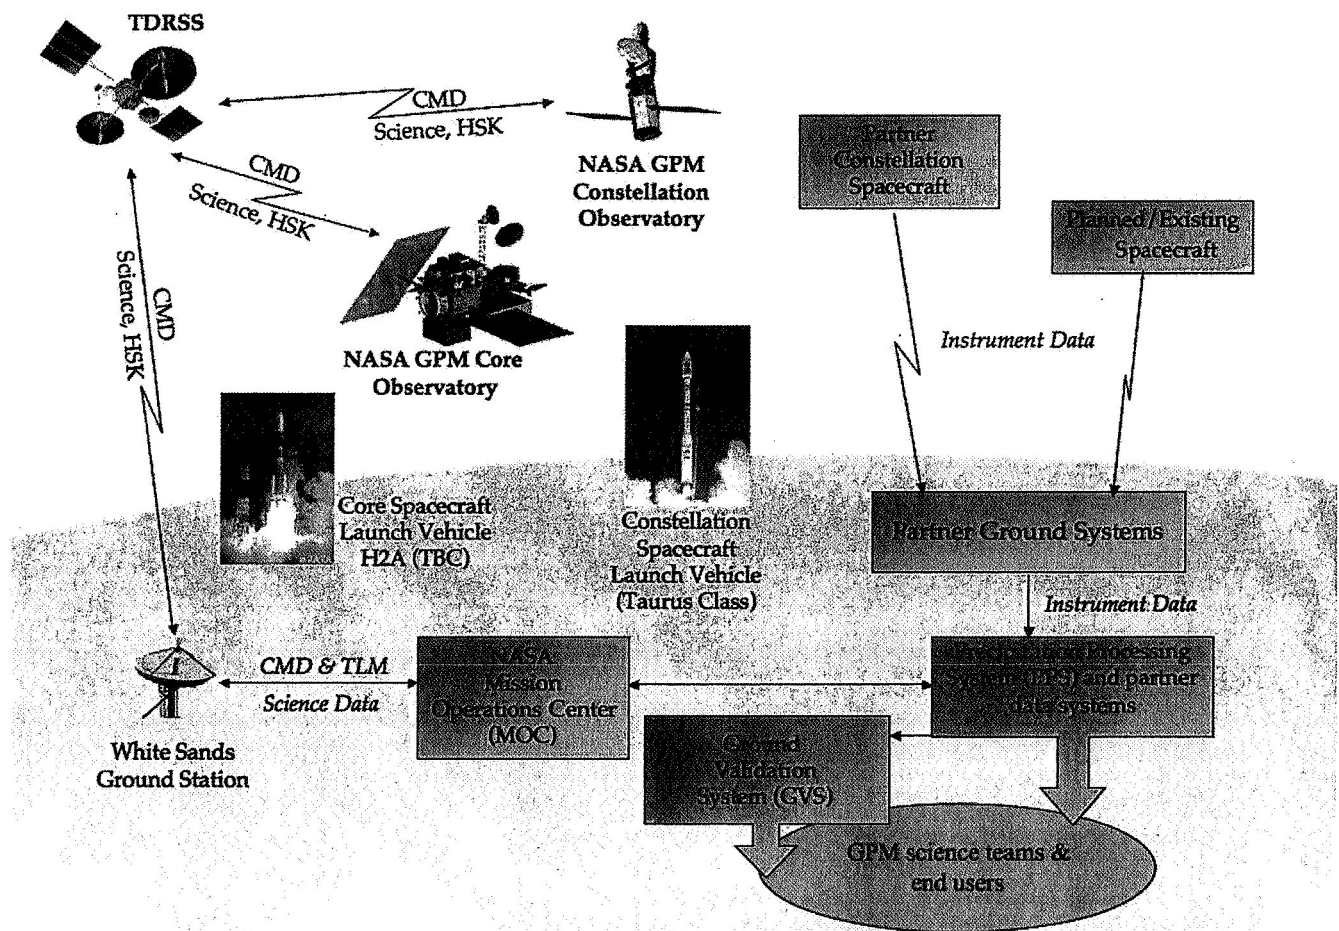 TDRSS
CMD
Science, HSK
NASA GPM
Constellation
Observatory
CMD
Science, HSK
NASA GPM Core
Observatory
CMD
Science, HSK
Partner
Constellation
Spacecraft
Planned/Existing
Spacecraft
Instrument Data
Core Spacecraft
Launch Vehicle
H2A (TBC)
Constellation
Spacecraft
Launch Vehicle
(Taurus Class)
Partner Ground Systems
Instrument Data
White Sands
Ground Station
CMD & TLM
Science Data
NASA
Mission
Operations Center
(MOC)
Precipitation Processing
System (PPS) and partner
data systems
Ground
Validation
System (GVS)
GPM science teams &
end users